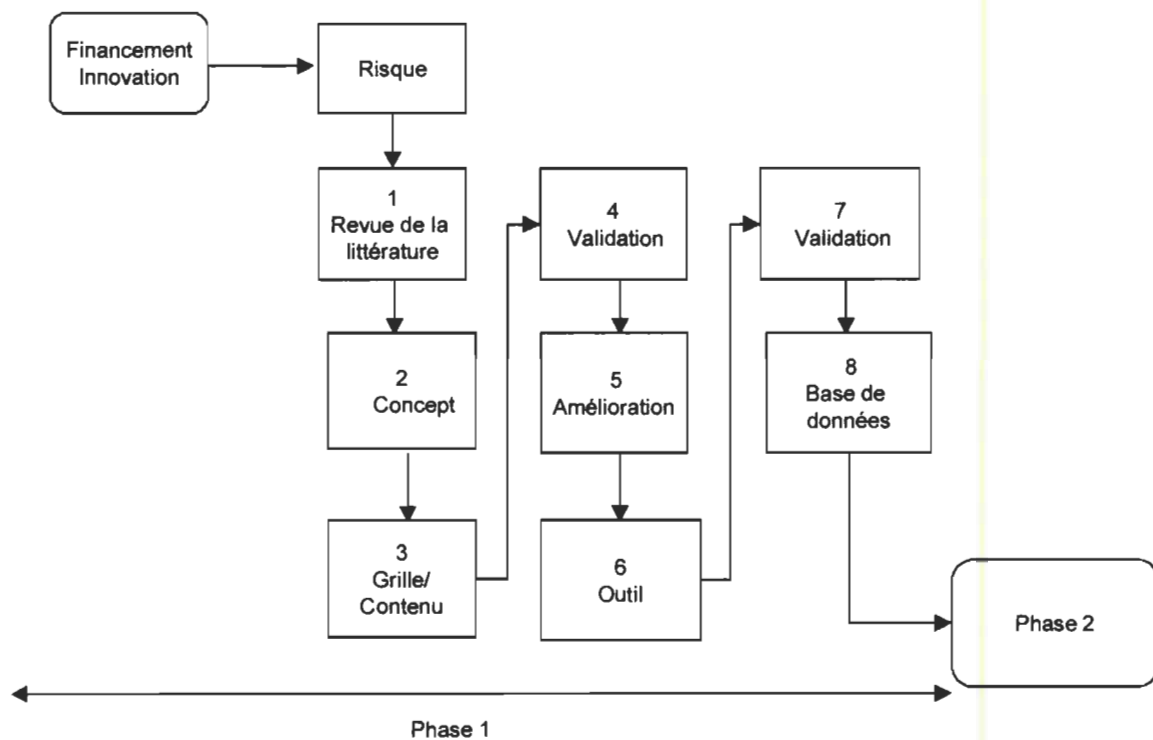 Financement
Innovation
Risque
1
Revue de la
littérature
2
Concept
3
Grille/
Contenu
4
Validation
5
Amélioration
6
Outil
7
Validation
8
Base de
données
Phase 2
Phase 1